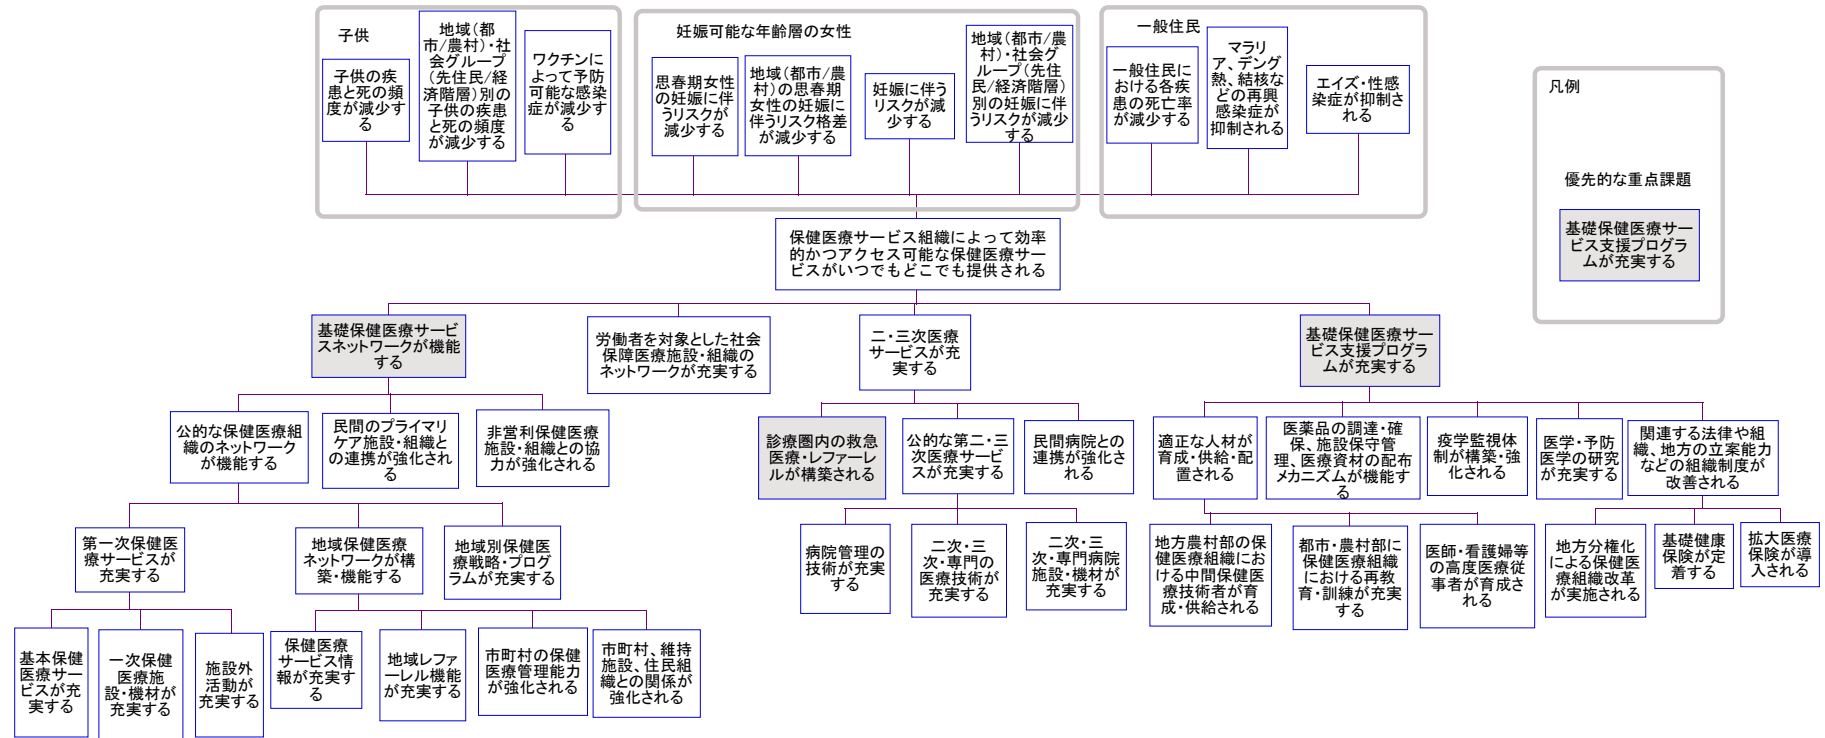 子供
子供の疾
患と死の頻
度が減少す
る
地域(都
市/農村)・社
会グループ
(先住民/経
済階層)別の
子供の疾患
と死の頻度
が減少する
ワクチンに
よって予防
可能な感染
症が減少す
る
妊娠可能な年齢層の女性
思春期女性
の妊娠に伴
うリスクが
減少する
地域(都市/農
村)の思春期
女性の妊娠に
伴うリスク格差
が減少する
妊娠に伴う
リスクが減
少する
地域(都市/農
村)・社会グ
ループ(先住
民/経済階層)
別の妊娠に伴
うリスクが減少
する
一般住民
一般住民に
おける各疾
患の死亡率
が減少する
マラリ
ア、デング
熱、結核な
どの再興
感染症が
抑制される
エイズ・性感
染症が抑制さ
れる
凡例
優先的な重点課題
基礎保健医療サー
ビス支援プログラ
ムが充実する
保健医療サービス組織によって効率
的かつアクセス可能な保健医療サー
ビスがいつでもどこでも提供される
基礎保健医療サービ
スネットワークが機能
する
労働者を対象とした社会
保障医療施設・組織の
ネットワークが充実する
二・三次医療
サービスが充
実する
基礎保健医療サー
ビス支援プログラ
ムが充実する
公的な保健医療組
織のネットワーク
が機能する
民間のプライマリ
ケア施設・組織と
の連携が強化され
る
非営利保健医療
施設・組織との協
力が強化される
診療圏内の救急
医療・レファーレ
ルが構築される
公的な第二・三
次医療サービ
スが充実する
民間病院との
連携が強化さ
れる
適正な人材が
育成・供給・配
置される
医薬品の調達・確
保、施設保守管
理、医療資材の配布
メカニズムが機能す
る
疫学監視体
制が構築・強
化される
医学・予防
医学の研究
が充実する
関連する法律や組
織、地方の立案能力
などの組織制度が
改善される
第一次保健医
療サービスが
充実する
地域保健医療
ネットワークが構
築・機能する
地域別保健医
療戦略・プログ
ラムが充実する
病院管理の
技術が充実
する
二次・三
次・専門の
医療技術が
充実する
二次・三
次・専門病院
施設・機材が
充実する
地方農村部の保
健医療組織にお
ける中間保健医
療技術者が育
成・供給される
都市・農村部に
保健医療組織
における再教
育・訓練が充実
する
医師・看護婦等
の高度医療従
事者が育成さ
れる
地方分権化
による保健医
療組織改革
が実施される
基礎健康
保険が定
着する
拡大医療
保険が導
入される
基本保健
医療サー
ビスが充
実する
一次保健
医療施
設・機材が
充実する
施設外
活動が
充実する
保健医療
サービス情
報が充実す
る
地域レファ
ーレル機能
が充実する
市町村の保健
医療管理能力
が強化される
市町村、維持
施設、住民組
織との関係が
強化される